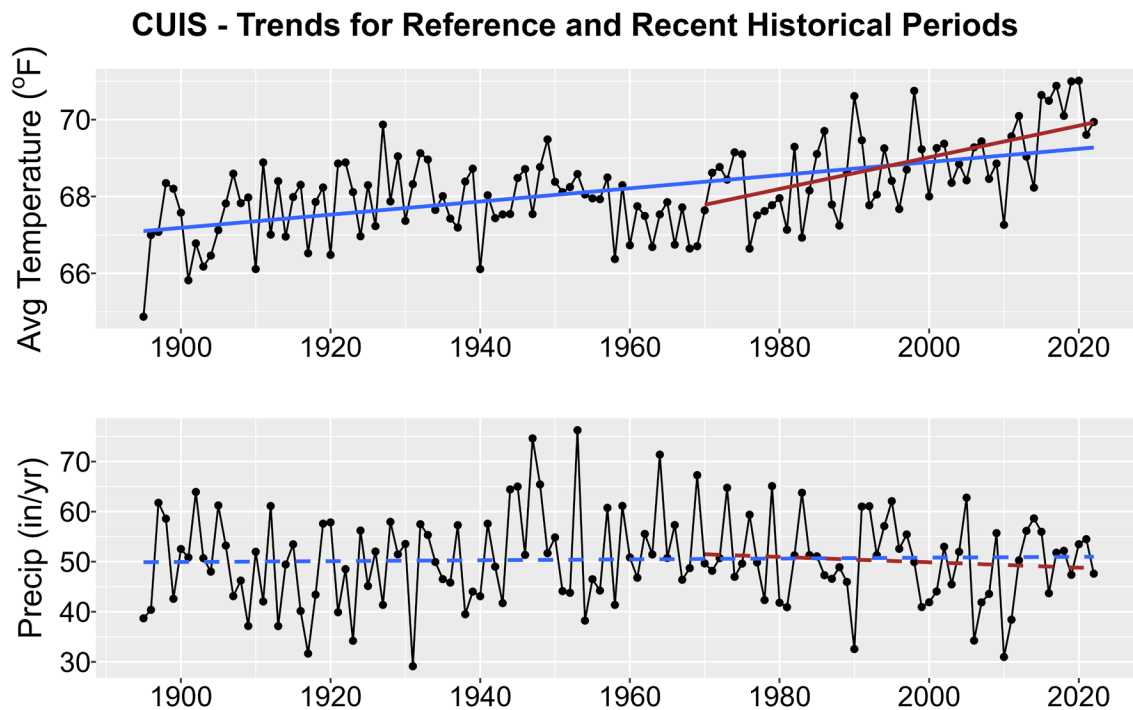 CUIS - Trends for Reference and Recent Historical Periods
Avg Temperature (°F)
70
68
66
1900 1920 1940 1960 1980 2000 2020
Precip (in/yr)
70
60
50
40
30
1900 1920 1940 1960 1980 2000 2020